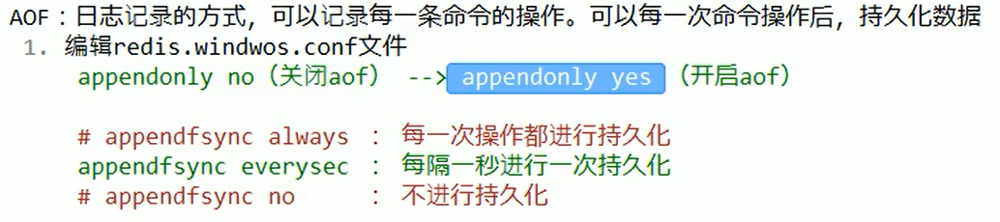 AOF：日志记录的方式，可以记录每一条命令的操作。可以每一次命令操作后，持久化数据
1. 编辑redis.windwos.conf文件
appendonly no（关闭aof） --> appendonly yes （开启aof）
# appendfsync always ： 每一次操作都进行持久化
appendfsync everysec ： 每隔一秒进行一次持久化
# appendfsync no ： 不进行持久化